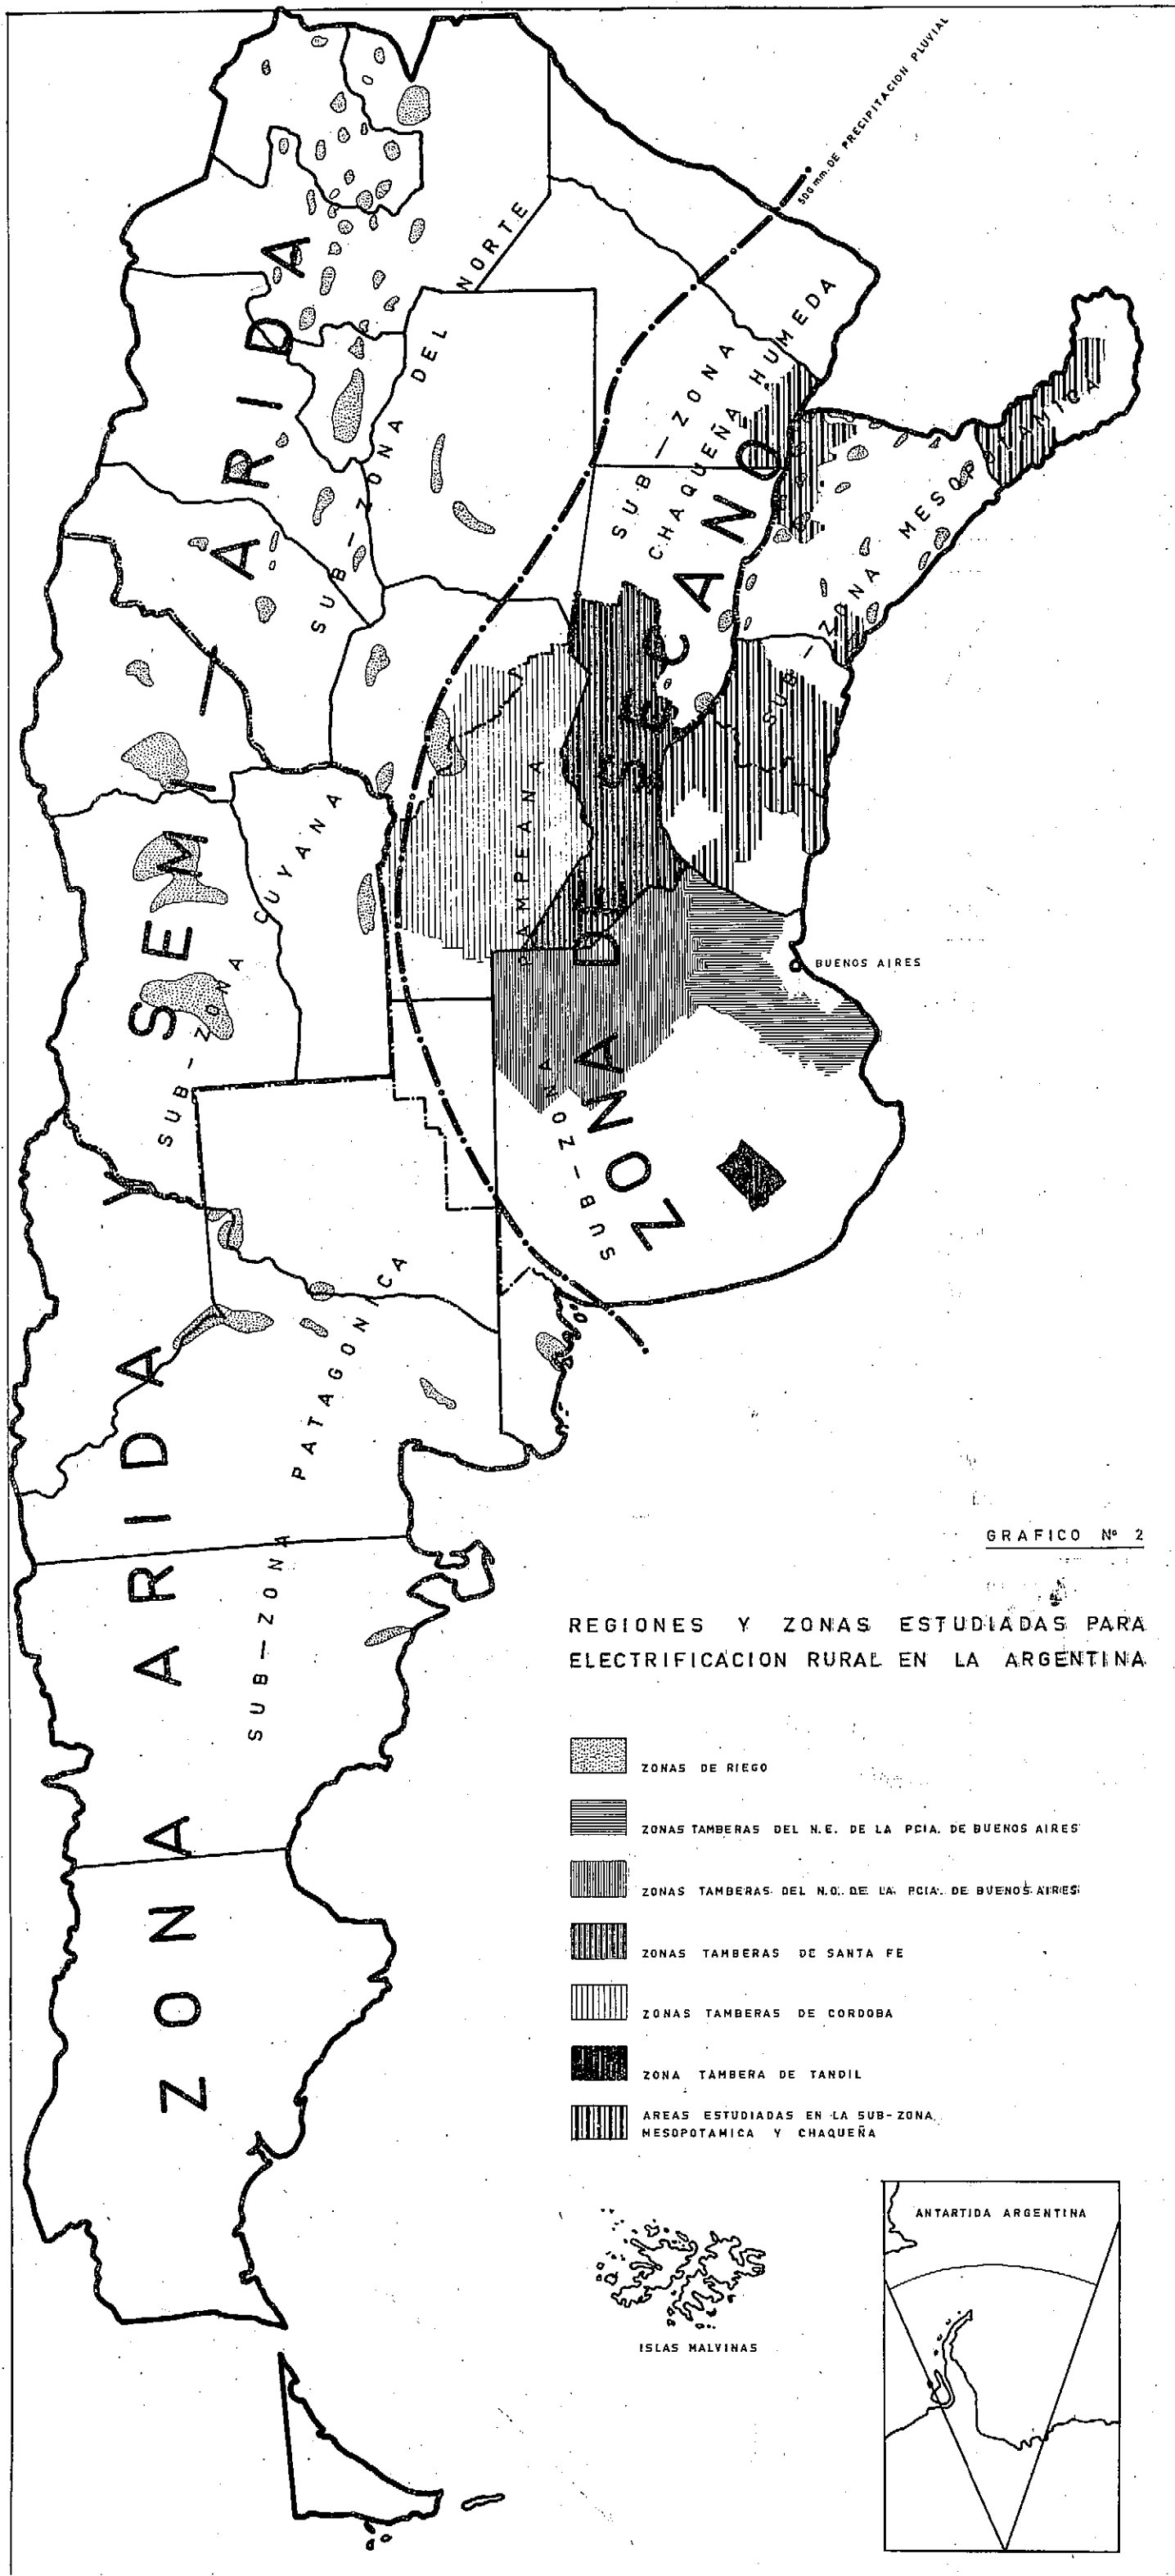 500 mm. DE PRECIPITACION PLUVIAL
ZONA ARIDA Y SEMI-ARIDA
SUB-ZONA DEL NORTE
SUB-ZONA CUYANA
SUB-ZONA PATAGONICA
ZONA DE SECANO
SUB-ZONA CHAQUEÑA HUMEDA
SUB-ZONA MESOPOTAMICA
SUB-ZONA PAMPEANA
BUENOS AIRES
GRAFICO Nº 2
REGIONES Y ZONAS ESTUDIADAS PARA
ELECTRIFICACION RURAL EN LA ARGENTINA
ZONAS DE RIEGO
ZONAS TAMBERAS DEL N.E. DE LA PCIA. DE BUENOS AIRES
ZONAS TAMBERAS DEL N.O. DE LA PCIA. DE BUENOS AIRES
ZONAS TAMBERAS DE SANTA FE
ZONAS TAMBERAS DE CORDOBA
ZONA TAMBERA DE TANDIL
AREAS ESTUDIADAS EN LA SUB-ZONA
MESOPOTAMICA Y CHAQUEÑA
ISLAS MALVINAS
ANTARTIDA ARGENTINA